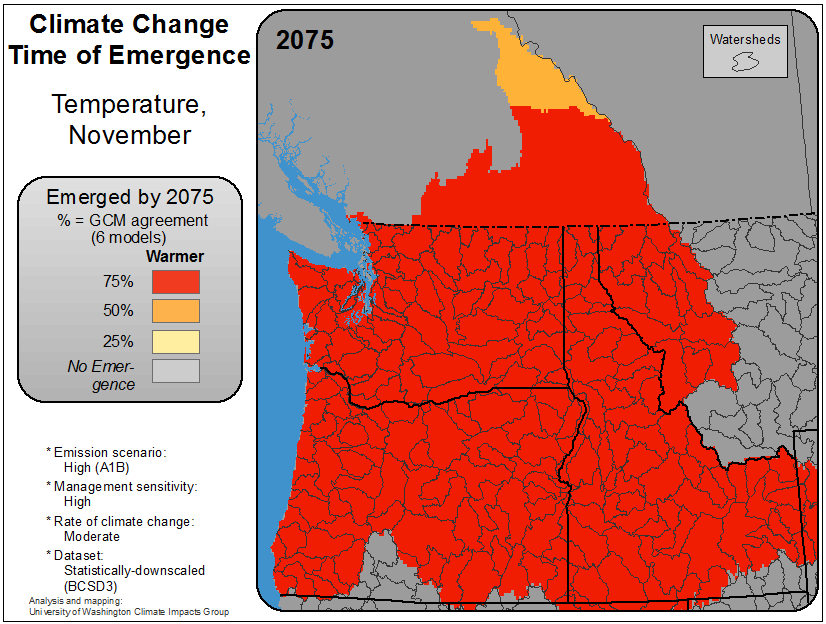 Climate Change
Time of Emergence
Temperature,
November
Emerged by 2075
% = GCM agreement
(6 models)
Warmer
75%
50%
25%
No Emer-
gence
* Emission scenario:
High (A1B)
* Management sensitivity:
High
* Rate of climate change:
Moderate
* Dataset:
Statistically-downscaled
(BCSD3)
Analysis and mapping:
University of Washington Climate Impacts Group
2075
Watersheds